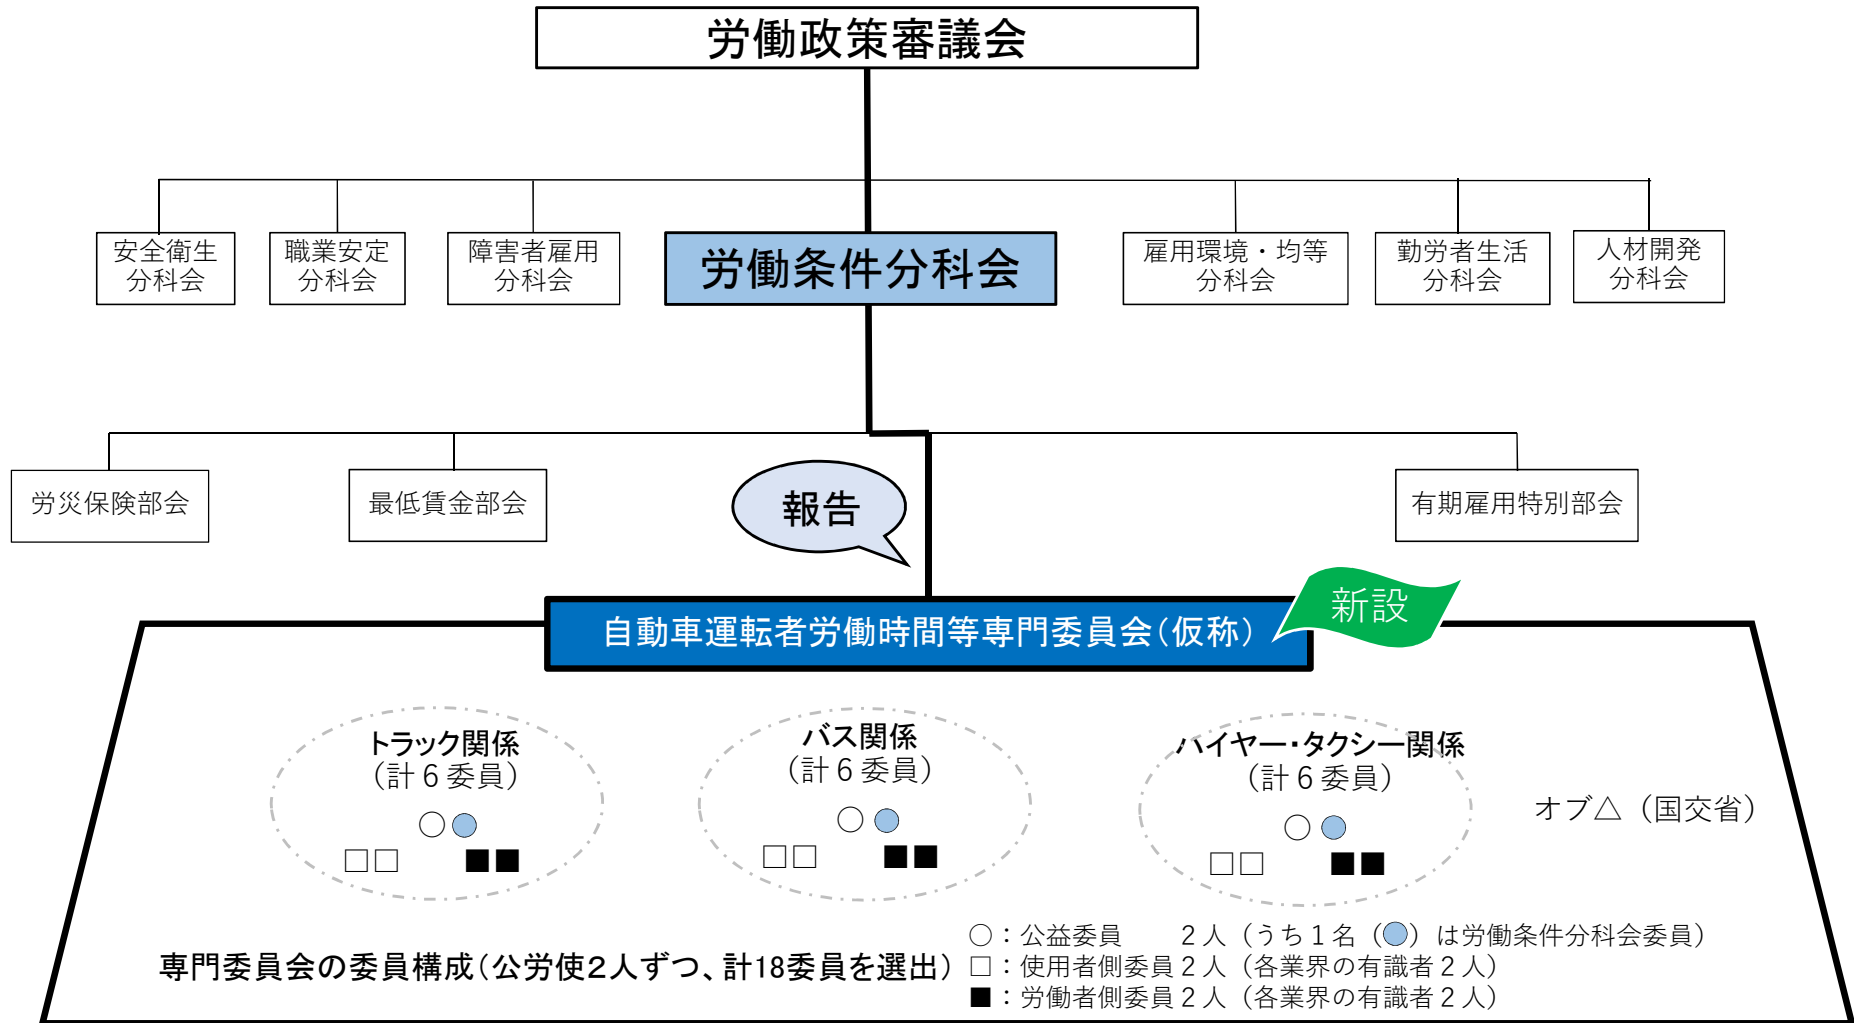 労働政策審議会
安全衛生
分科会
職業安定
分科会
障害者雇用
分科会
労働条件分科会
雇用環境・均等
分科会
勤労者生活
分科会
人材開発
分科会
労災保険部会
最低賃金部会
報告
有期雇用特別部会
自動車運転者労働時間等専門委員会(仮称)
新設
トラック関係
(計6委員)
○●
□□ ■■
バス関係
(計6委員)
○●
□□ ■■
ハイヤー・タクシー関係
(計6委員)
○●
□□ ■■
オブ△(国交省)
専門委員会の委員構成(公労使2人ずつ、計18委員を選出)
○:公益委員 2人(うち1名(●)は労働条件分科会委員)
□:使用者側委員2人(各業界の有識者2人)
■:労働者側委員2人(各業界の有識者2人)